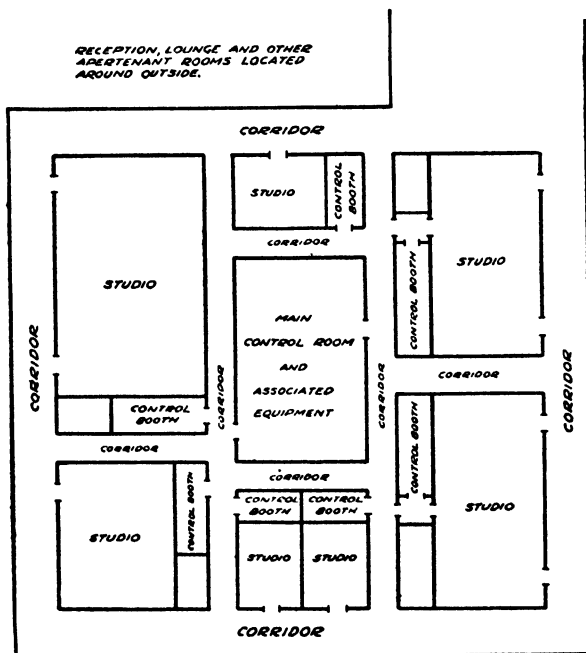 RECEPTION, LOUNGE AND OTHER
APERTENANT ROOMS LOCATED
AROUND OUTSIDE.
CORRIDOR
STUDIO
CONTROL
BOOTH
CORRIDOR
STUDIO
CONTROL BOOTH
STUDIO
MAIN
CONTROL ROOM
AND
ASSOCIATED
EQUIPMENT
CORRIDOR
CORRIDOR
CORRIDOR
CORRIDOR
CORRIDOR
CONTROL
BOOTH
CORRIDOR
CONTROL BOOTH
STUDIO
CORRIDOR
STUDIO
CONTROL BOOTH
CONTROL
BOOTH
CONTROL
BOOTH
STUDIO
STUDIO
CORRIDOR